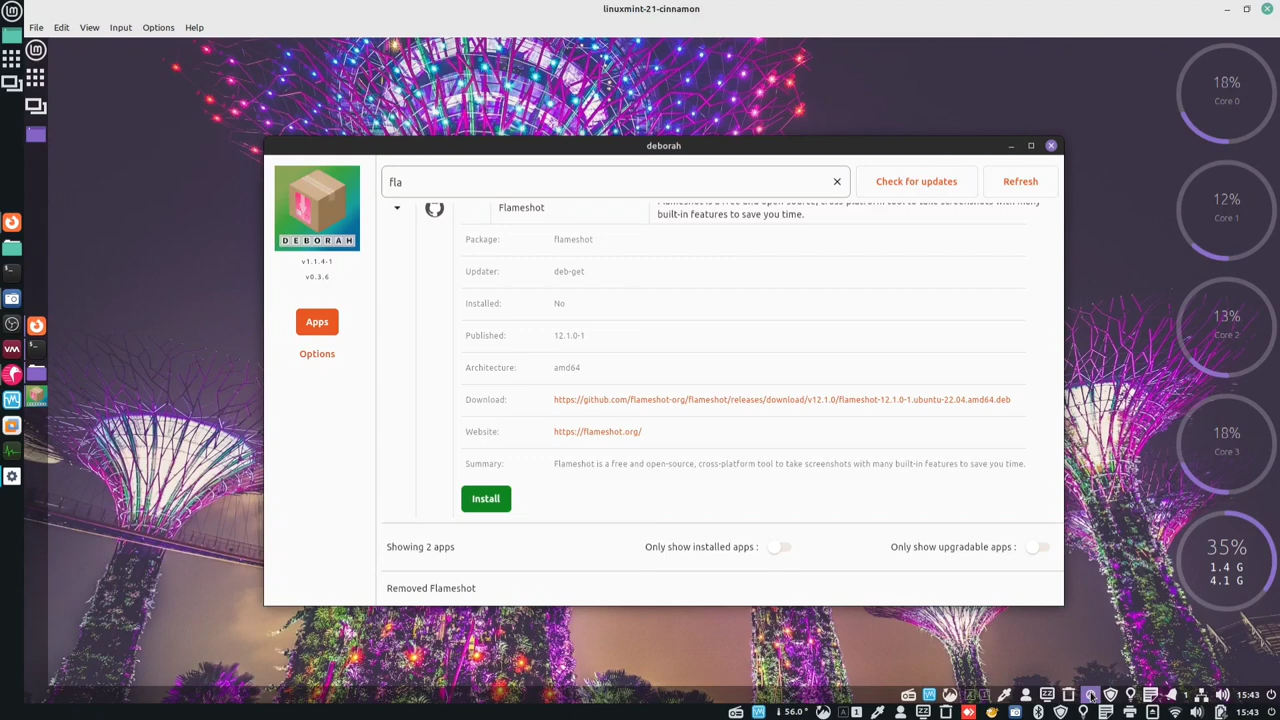 linuxmint-21-cinnamon
File Edit View Input Options Help
18%
Core 0
12%
Core 1
13%
Core 2
18%
Core 3
35%
1.4 G
4.1 G
deborah
DEBORAH
v1.1.4-1
v0.3.6
Apps
Options
fla
Check for updates
Refresh
Flameshot
built-in features to save you time.
Package: flameshot
Updater: deb-get
Installed: No
Published: 12.1.0-1
Architecture: amd64
Download: https://github.com/flameshot-org/flameshot/releases/download/v12.1.0/flameshot-12.1.0-1.ubuntu-22.04.amd64.deb
Website: https://flameshot.org/
Summary: Flameshot is a free and open-source, cross-platform tool to take screenshots with many built-in features to save you time.
Install
Showing 2 apps
Only show installed apps :
Only show upgradable apps :
Removed Flameshot
1 15:43
56.0° 1 15:43